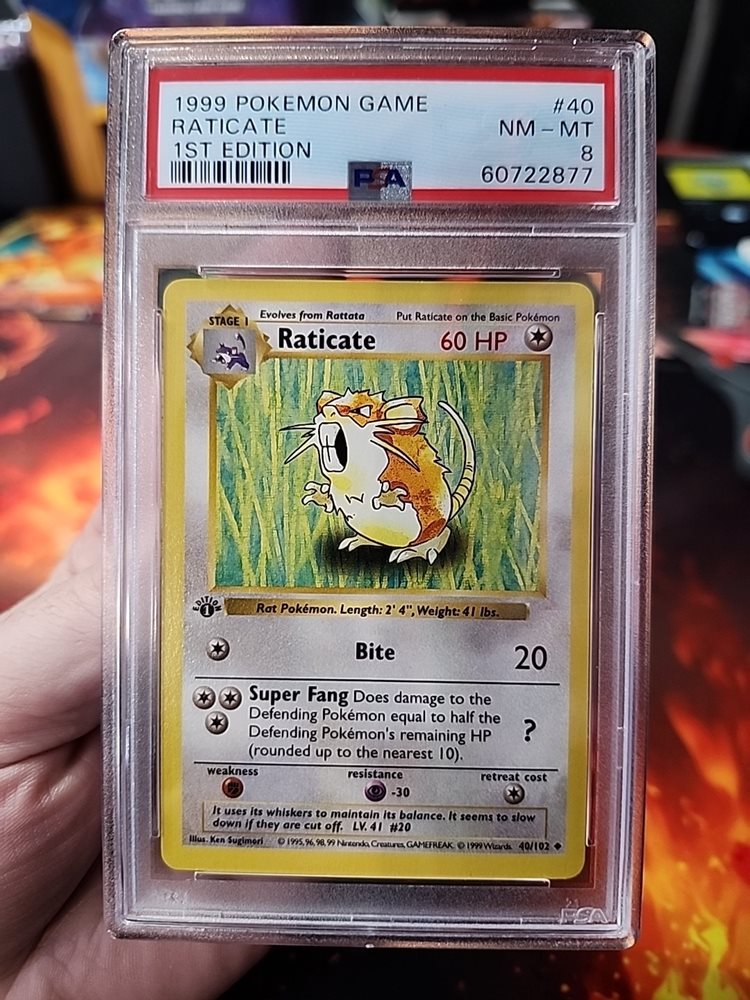 1999 POKEMON GAME #40
RATICATE NM - MT
1ST EDITION 8
PSA 60722877
STAGE 1 Evolves from Rattata Put Raticate on the Basic Pokémon
Raticate 60 HP
EDITION 1
Rat Pokémon. Length: 2' 4", Weight: 41 lbs.
Bite 20
Super Fang Does damage to the
Defending Pokémon equal to half the
Defending Pokémon's remaining HP ?
(rounded up to the nearest 10).
weakness resistance retreat cost
-30
It uses its whiskers to maintain its balance. It seems to slow
down if they are cut off. LV. 41 #20
Illus. Ken Sugimori © 1995, 96, 98, 99 Nintendo, Creatures, GAMEFREAK. © 1999 Wizards. 40/102
PSA